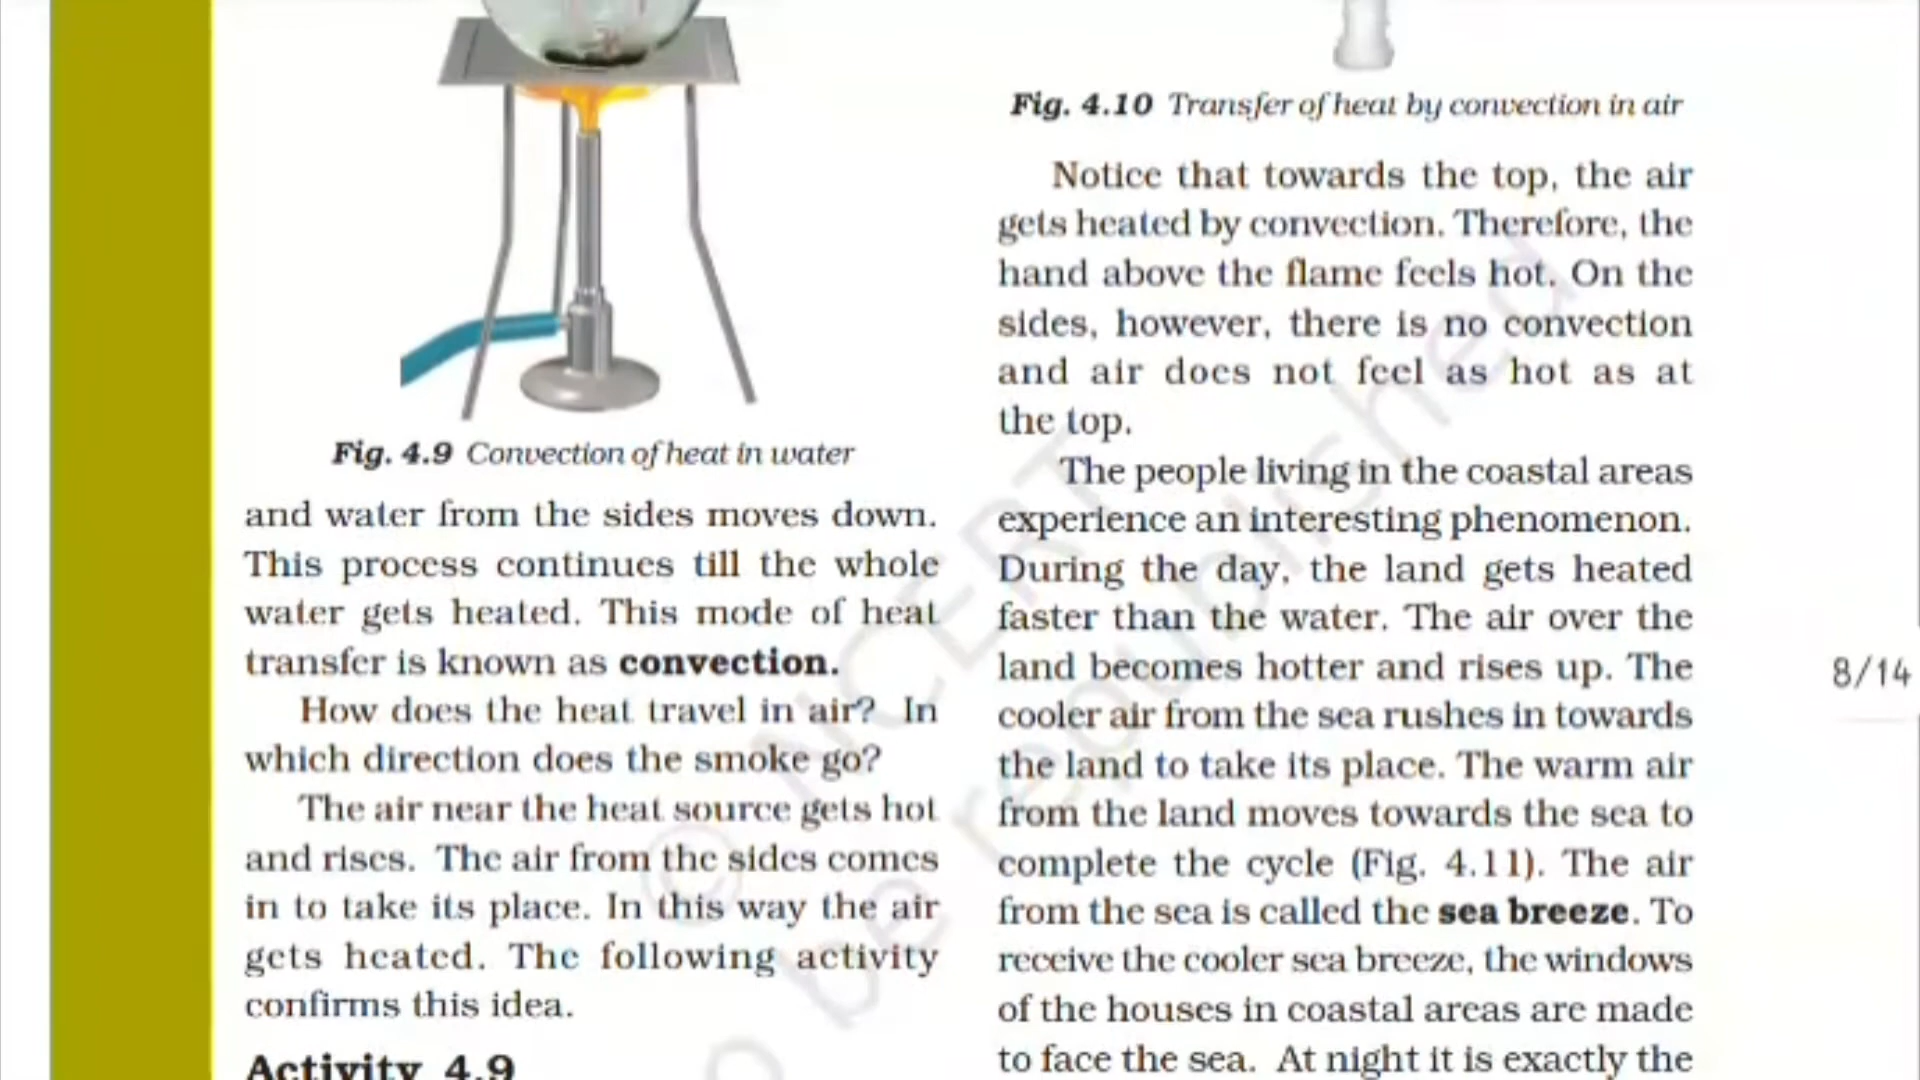 Fig. 4.9 Convection of heat in water
and water from the sides moves down.
This process continues till the whole
water gets heated. This mode of heat
transfer is known as convection.
How does the heat travel in air? In
which direction does the smoke go?
The air near the heat source gets hot
and rises. The air from the sides comes
in to take its place. In this way the air
gets heated. The following activity
confirms this idea.
Activity 4.9
Fig. 4.10 Transfer of heat by convection in air
Notice that towards the top, the air
gets heated by convection. Therefore, the
hand above the flame feels hot. On the
sides, however, there is no convection
and air does not feel as hot as at
the top.
The people living in the coastal areas
experience an interesting phenomenon.
During the day, the land gets heated
faster than the water. The air over the
land becomes hotter and rises up. The
cooler air from the sea rushes in towards
the land to take its place. The warm air
from the land moves towards the sea to
complete the cycle (Fig. 4.11). The air
from the sea is called the sea breeze. To
receive the cooler sea breeze, the windows
of the houses in coastal areas are made
to face the sea. At night it is exactly the
8/14
© NCERT
o be republished